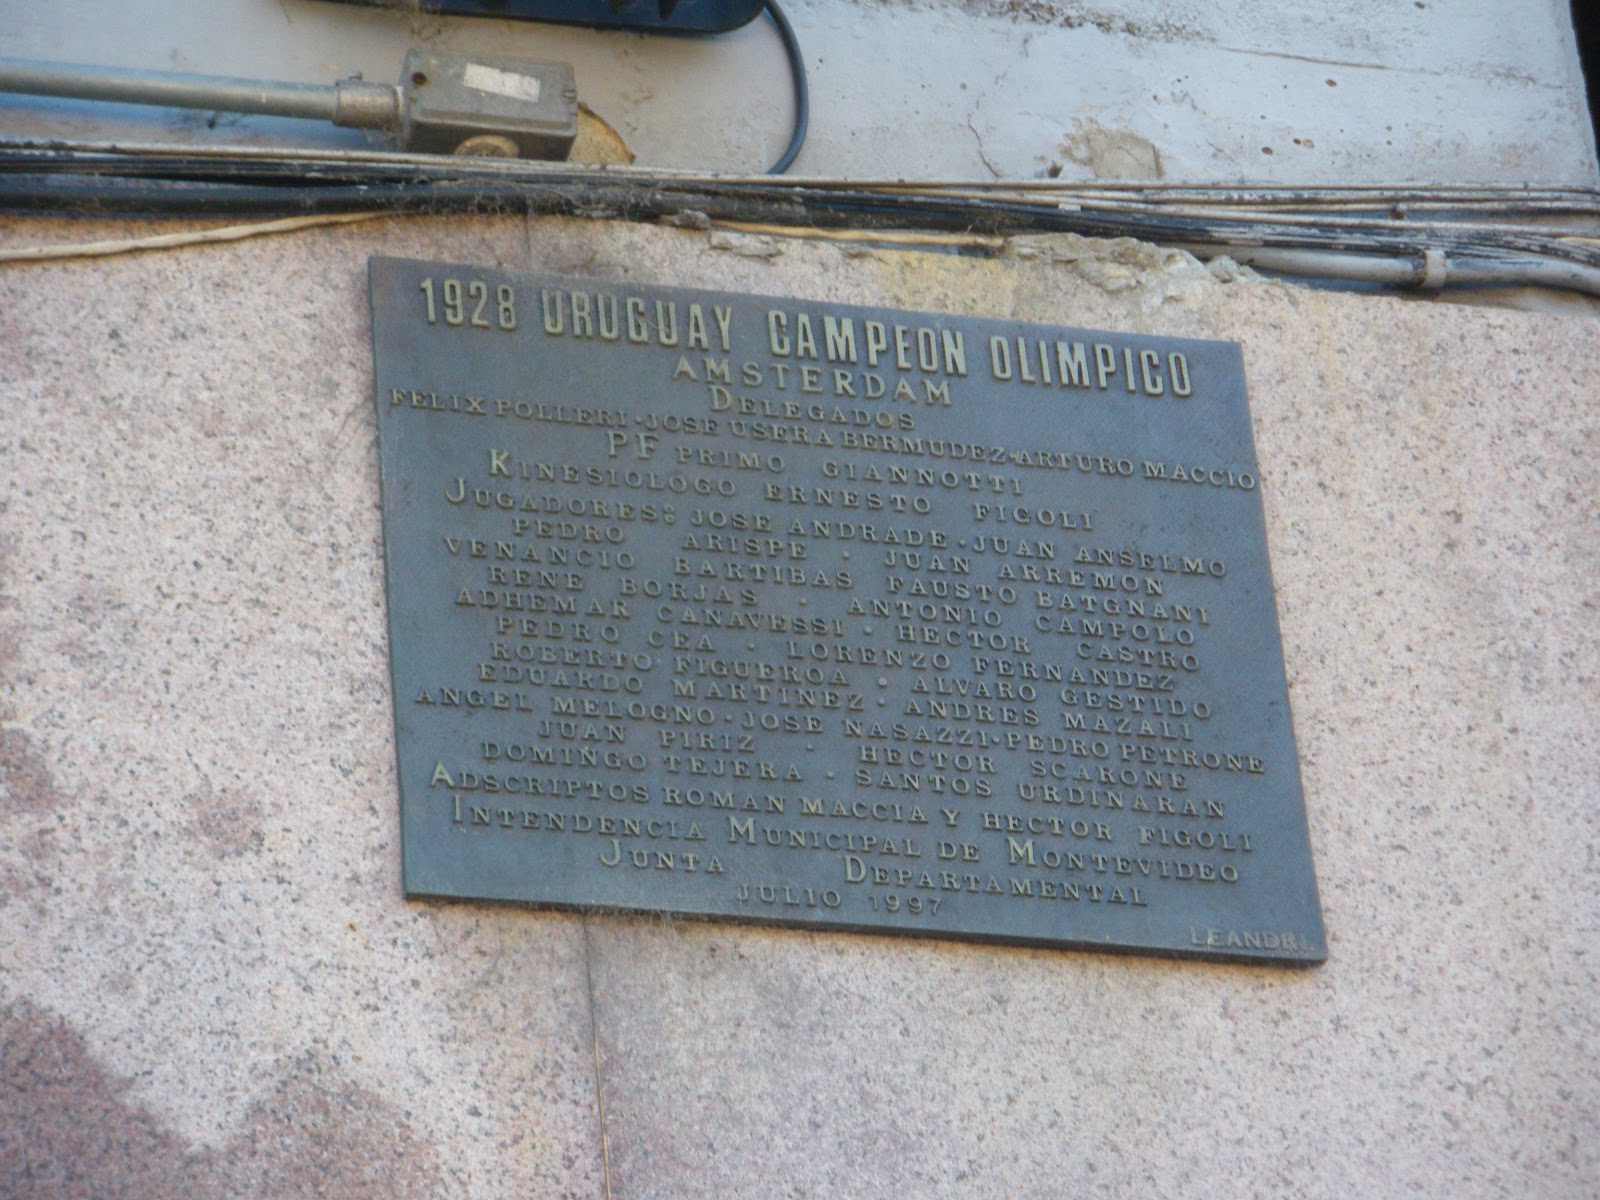 1928 URUGUAY CAMPEON OLIMPICO
AMSTERDAM
DELEGADOS
FELIX POLLERI · JOSE USERA BERMUDEZ · ARTURO MACCIO
PF PRIMO GIANNOTTI
KINESIOLOGO ERNESTO FIGOLI
JUGADORES: JOSE ANDRADE · JUAN ANSELMO
PEDRO ARISPE · JUAN ARREMON
VENANCIO BARTIBAS FAUSTO BATGNANI
RENE BORJAS · ANTONIO CAMPOLO
ADHEMAR CANAVESSI · HECTOR CASTRO
PEDRO CEA · LORENZO FERNANDEZ
ROBERTO FIGUEROA · ALVARO GESTIDO
EDUARDO MARTINEZ · ANDRES MAZALI
ANGEL MELOGNO · JOSE NASAZZI · PEDRO PETRONE
JUAN PIRIZ · HECTOR SCARONE
DOMINGO TEJERA · SANTOS URDINARAN
ADSCRIPTOS ROMAN MACCIA Y HECTOR FIGOLI
INTENDENCIA MUNICIPAL DE MONTEVIDEO
JUNTA DEPARTAMENTAL
JULIO 1997